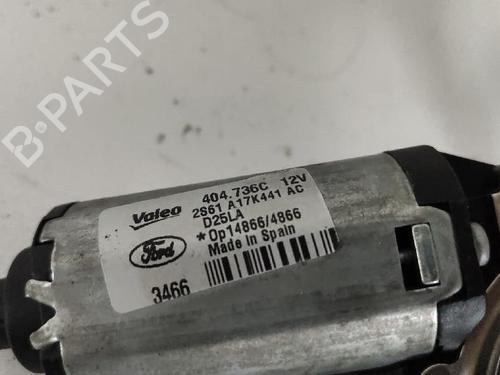 B-PARTS
404.736C 12V
Valeo
2S61 A17K441 AC
D25LA
Ford
*Op14866/4866
Made in Spain
3466